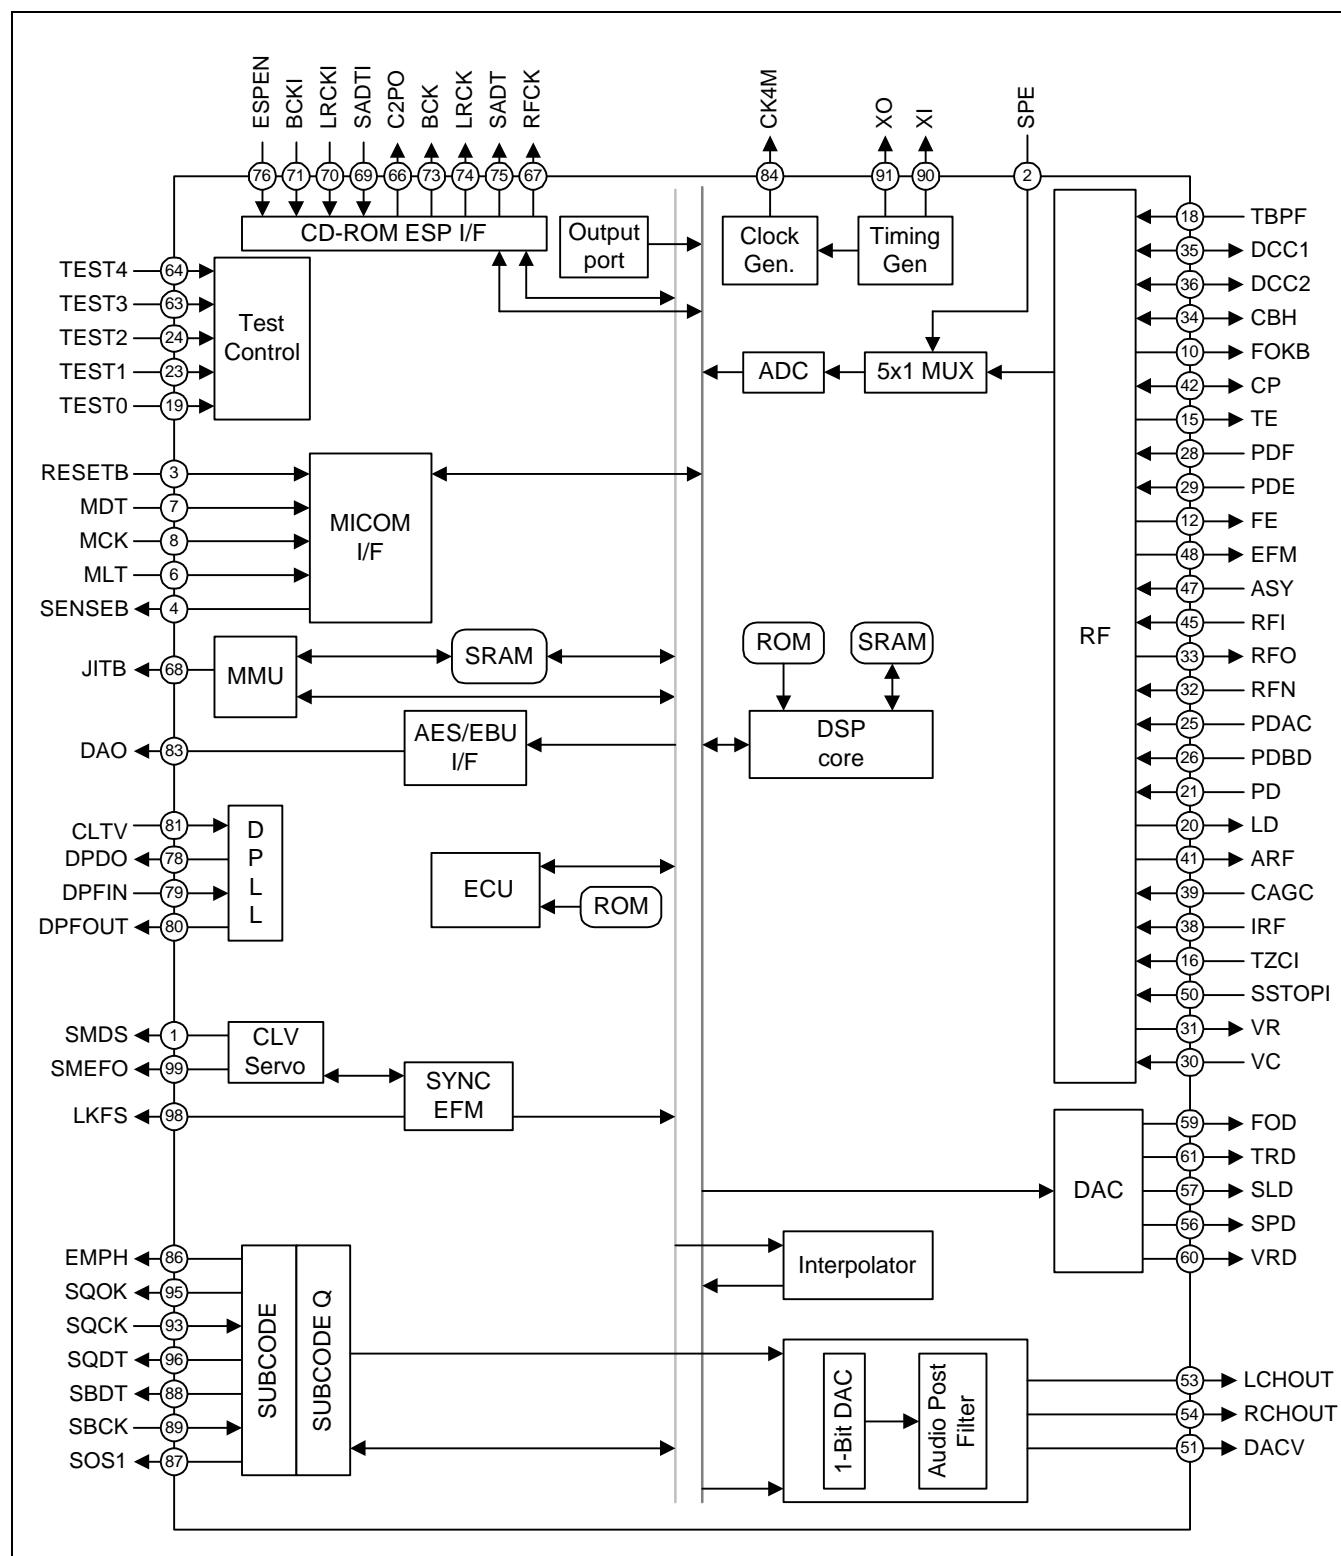 ESPEN
BCKI
LRCKI
SADTI
C2PO
BCK
LRCK
SADT
RFCK
CK4M
XO
XI
SPE
76
71
70
69
66
73
74
75
67
84
91
90
2
CD-ROM ESP I/F
Output
port
Clock
Gen.
Timing
Gen
TEST4
64
TEST3
63
TEST2
24
TEST1
23
TEST0
19
Test
Control
ADC
5x1 MUX
RESETB
3
MDT
7
MCK
8
MLT
6
SENSEB
4
MICOM
I/F
JITB
68
MMU
SRAM
ROM
SRAM
DAO
83
AES/EBU
I/F
DSP
core
CLTV
81
DPDO
78
DPFIN
79
DPFOUT
80
D
P
L
L
ECU
ROM
SMDS
1
SMEFO
99
LKFS
98
CLV
Servo
SYNC
EFM
EMPH
86
SQOK
95
SQCK
93
SQDT
96
SBDT
88
SBCK
89
SOS1
87
SUBCODE
SUBCODE Q
Interpolator
1-Bit DAC
Audio Post
Filter
RF
18
TBPF
35
DCC1
36
DCC2
34
CBH
10
FOKB
42
CP
15
TE
28
PDF
29
PDE
12
FE
48
EFM
47
ASY
45
RFI
33
RFO
32
RFN
25
PDAC
26
PDBD
21
PD
20
LD
41
ARF
39
CAGC
38
IRF
16
TZCI
50
SSTOPI
31
VR
30
VC
DAC
59
FOD
61
TRD
57
SLD
56
SPD
60
VRD
53
LCHOUT
54
RCHOUT
51
DACV